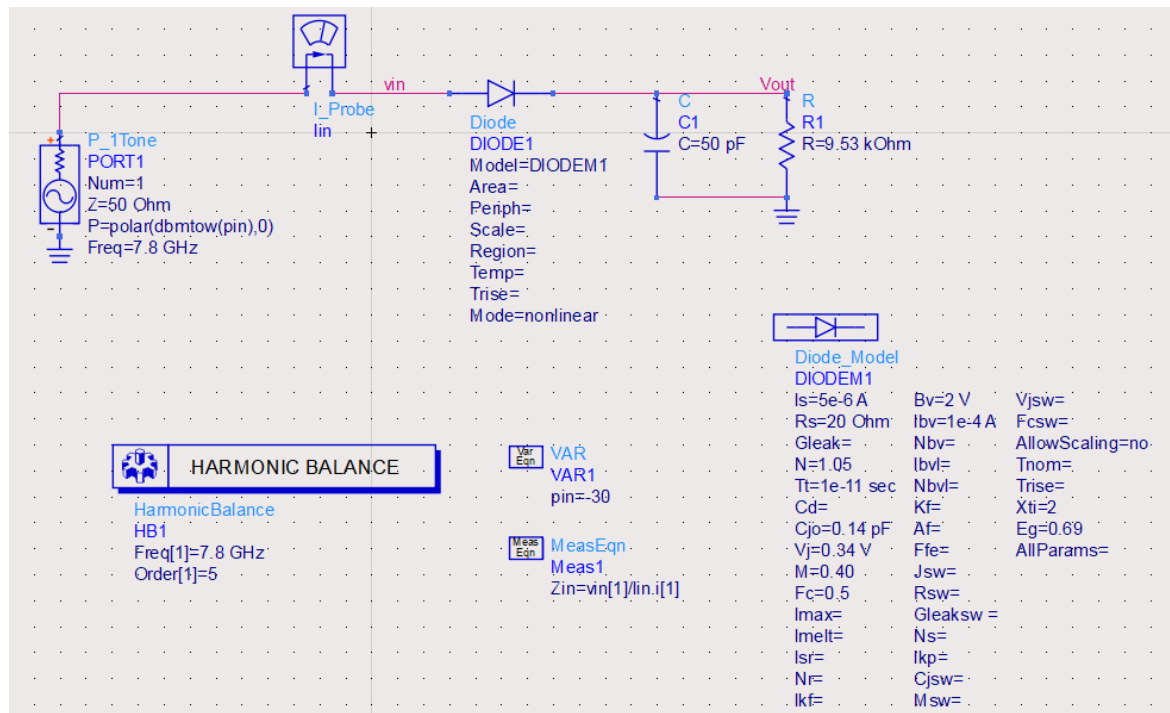 vin
Vout
I_Probe
Iin
P_1Tone
PORT1
Num=1
Z=50 Ohm
P=polar(dbmtow(pin),0)
Freq=7.8 GHz
Diode
DIODE1
Model=DIODEM1
Area=
Periph=
Scale=
Region=
Temp=
Trise=
Mode=nonlinear
C
C1
C=50 pF
R
R1
R=9.53 kOhm
HARMONIC BALANCE
HarmonicBalance
HB1
Freq[1]=7.8 GHz
Order[1]=5
Var
Eqn
VAR
VAR1
pin=-30
Meas
Eqn
MeasEqn
Meas1
Zin=vin[1]/Iin.i[1]
Diode_Model
DIODEM1
Is=5e-6 A
Rs=20 Ohm
Gleak=
N=1.05
Tt=1e-11 sec
Cd=
Cjo=0.14 pF
Vj=0.34 V
M=0.40
Fc=0.5
Imax=
Imelt=
Isr=
Nr=
Ikf=
Bv=2 V
Ibv=1e-4 A
Nbv=
Ibvl=
Nbvl=
Kf=
Af=
Ffe=
Jsw=
Rsw=
Gleaksw =
Ns=
Ikp=
Cjsw=
Msw=
Vjsw=
Fcsw=
AllowScaling=no
Tnom=
Trise=
Xti=2
Eg=0.69
AllParams=